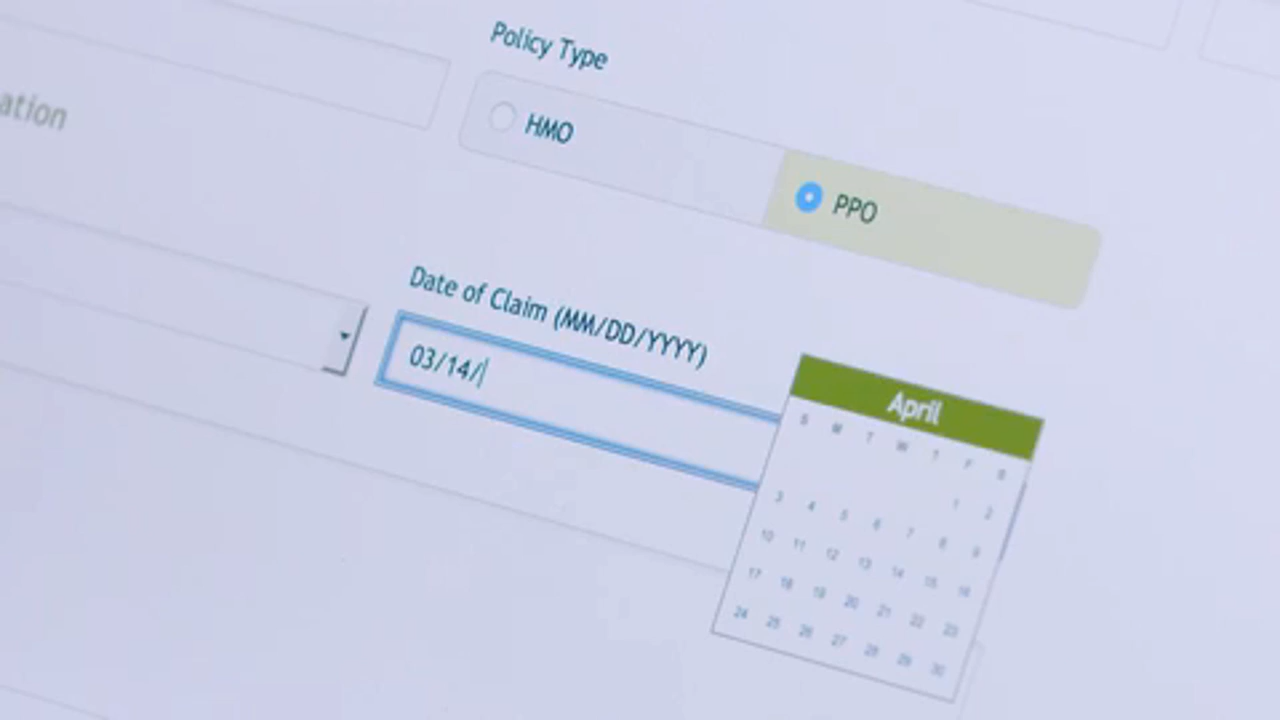 Policy Type
ation
HMO
PPO
Date of Claim (MM/DD/YYYY)
03/14/
April
S M T W T F S
1 2
3 4 5 6 7 8 9
10 11 12 13 14 15 16
17 18 19 20 21 22 23
24 25 26 27 28 29 30